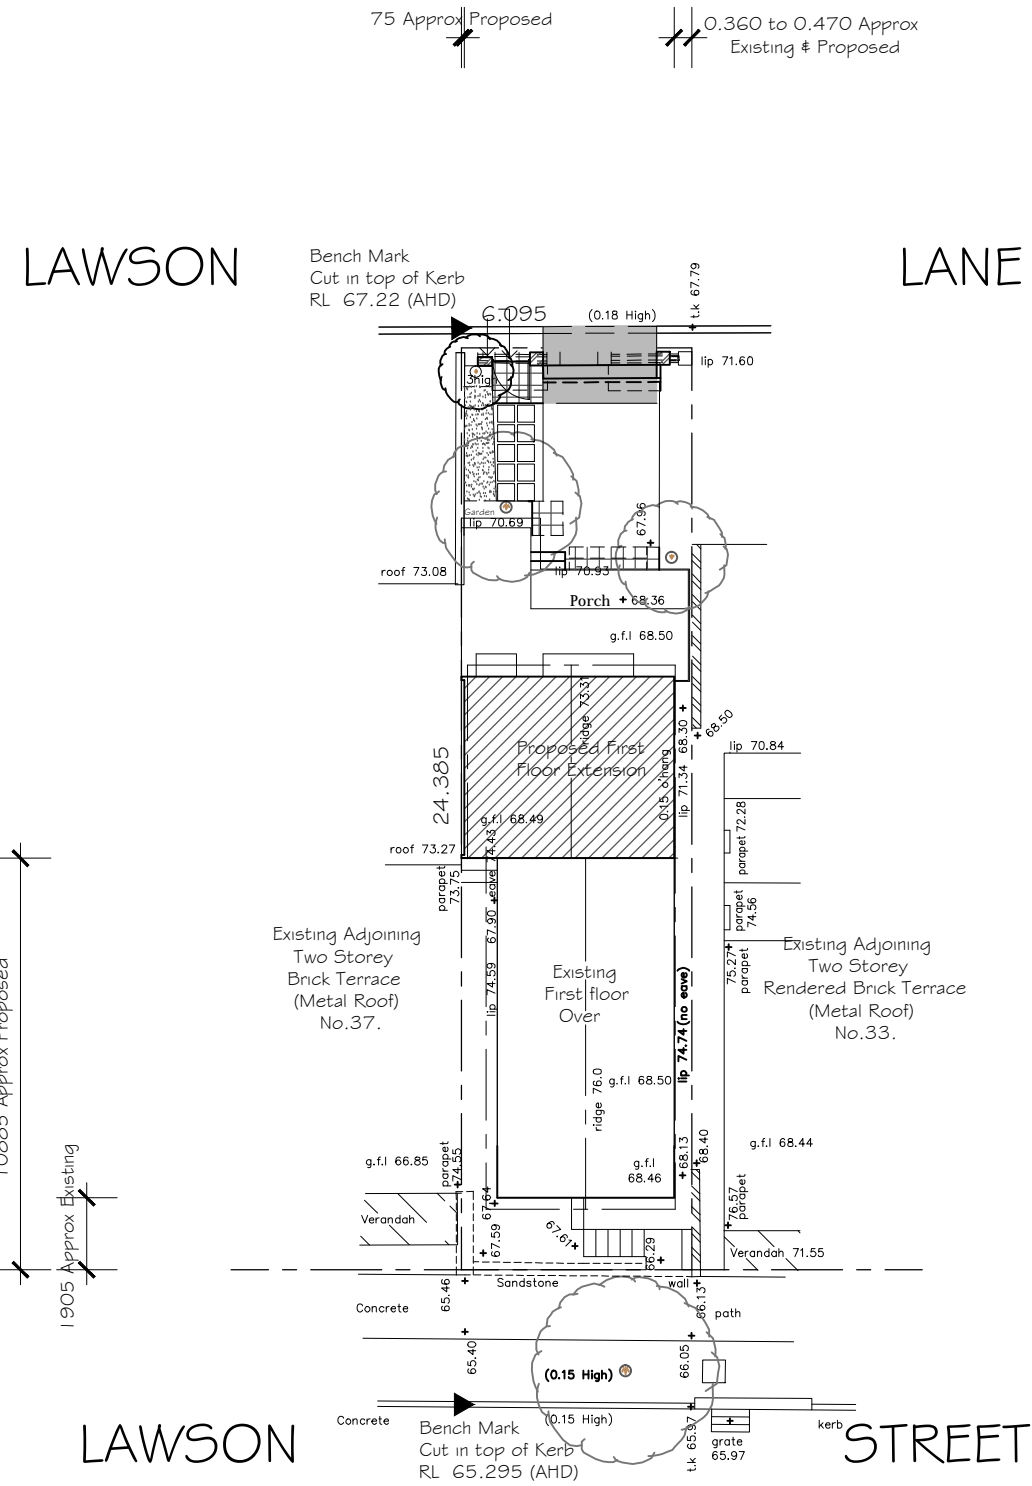 75 Approx Proposed
0.360 to 0.470 Approx
Existing & Proposed
LAWSON
LANE
Bench Mark
Cut in top of Kerb
RL 67.22 (AHD)
6.095
(0.18 High)
t.k 67.79
lip 71.60
3high
Garden
lip 70.69
67.96
roof 73.08
lip 70.93
Porch
68.36
g.f.l 68.50
ridge 73.31
68.30
68.50
Proposed First
Floor Extension
0.15 o'hang
lip 71.34
lip 70.84
24.385
g.f.l 68.49
roof 73.27
eave 74.43
parapet
73.75
parapet 72.28
parapet
74.56
67.90
lip 74.59
Existing Adjoining
Two Storey
Brick Terrace
(Metal Roof)
No.37.
Existing
First floor
Over
lip 74.74 (no eave)
75.27
parapet
Existing Adjoining
Two Storey
Rendered Brick Terrace
(Metal Roof)
No.33.
10885 Approx Proposed
ridge 76.0
g.f.l 68.50
1905 Approx Existing
g.f.l 66.85
parapet
74.55
g.f.l
68.46
68.13
68.40
g.f.l 68.44
67.64
76.57
parapet
Verandah
67.59
67.61
66.29
Verandah 71.55
65.46
Sandstone
wall
66.13
Concrete
path
65.40
66.05
(0.15 High)
Concrete
(0.15 High)
t.k 65.97
kerb
grate
65.97
LAWSON
Bench Mark
Cut in top of Kerb
RL 65.295 (AHD)
STREET